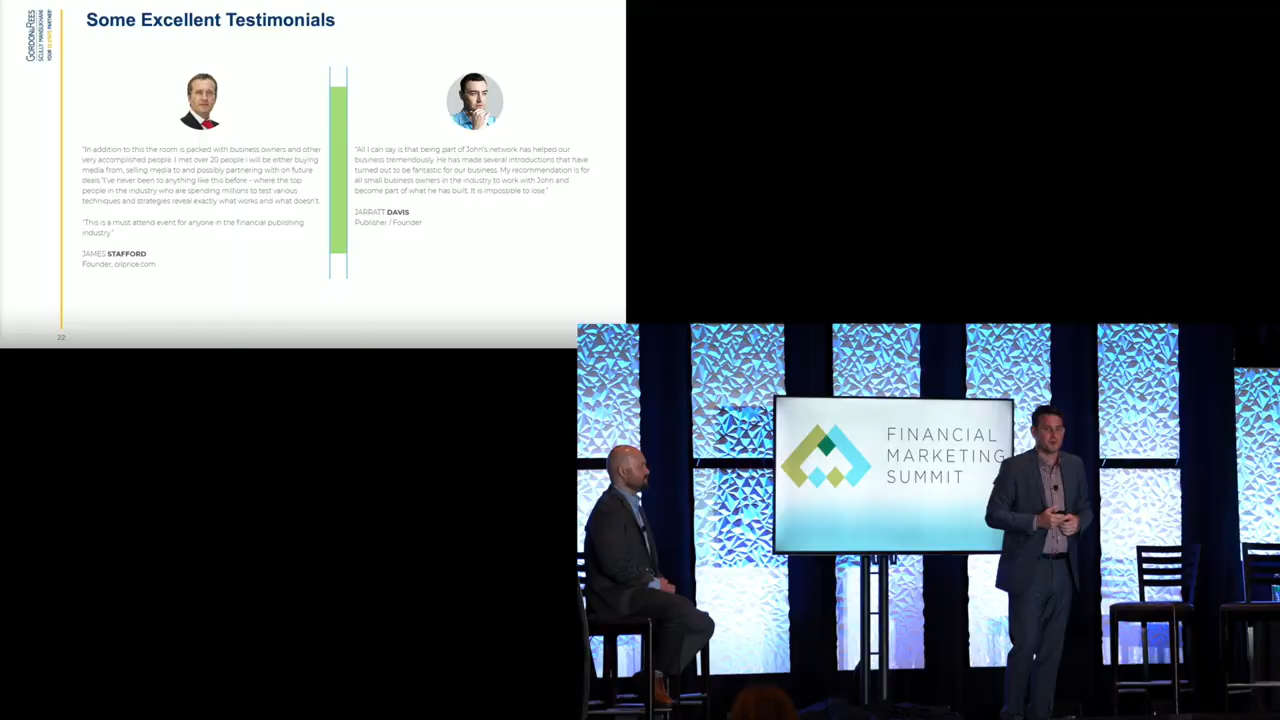 Some Excellent Testimonials
GORDON&REES
SCULLY MANSUKHANI
YOUR 50 STATE PARTNER
"In addition to this the room is packed with business owners and other
very accomplished people. I met over 20 people i will be either buying
media from, selling media to and possibly partnering with on future
deals."I've never been to anything like this before - where the top
people in the industry who are spending millions to test various
techniques and strategies reveal exactly what works and what doesn't.
"This is a must attend event for anyone in the financial publishing
industry."
JAMES STAFFORD
Founder, oilprice.com
"All I can say is that being part of John's network has helped our
business tremendously. He has made several introductions that have
turned out to be fantastic for our business. My recommendation is for
all small business owners in the industry to work with John and
become part of what he has built. It is impossible to lose."
JARRATT DAVIS
Publisher / Founder
22
FINANCIAL
MARKETING
SUMMIT